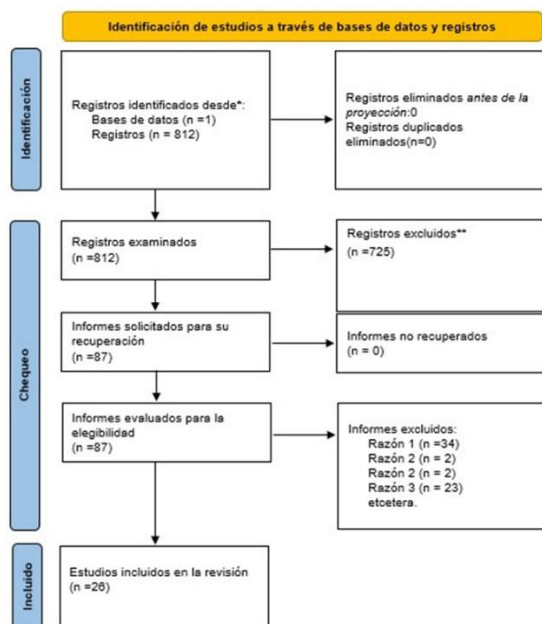 Identificación de estudios a través de bases de datos y registros
Identificación
Registros identificados desde*:
Bases de datos (n =1)
Registros (n = 812)
Registros eliminados antes de la
proyección:0
Registros duplicados
eliminados(n=0)
Chequeo
Registros examinados
(n =812)
Registros excluidos**
(n =725)
Informes solicitados para su
recuperación
(n =87)
Informes no recuperados
(n = 0)
Informes evaluados para la
elegibilidad
(n =87)
Informes excluidos:
Razón 1 (n =34)
Razón 2 (n = 2)
Razón 2 (n = 2)
Razón 3 (n = 23)
etcetera.
Incluido
Estudios incluidos en la revisión
(n =26)